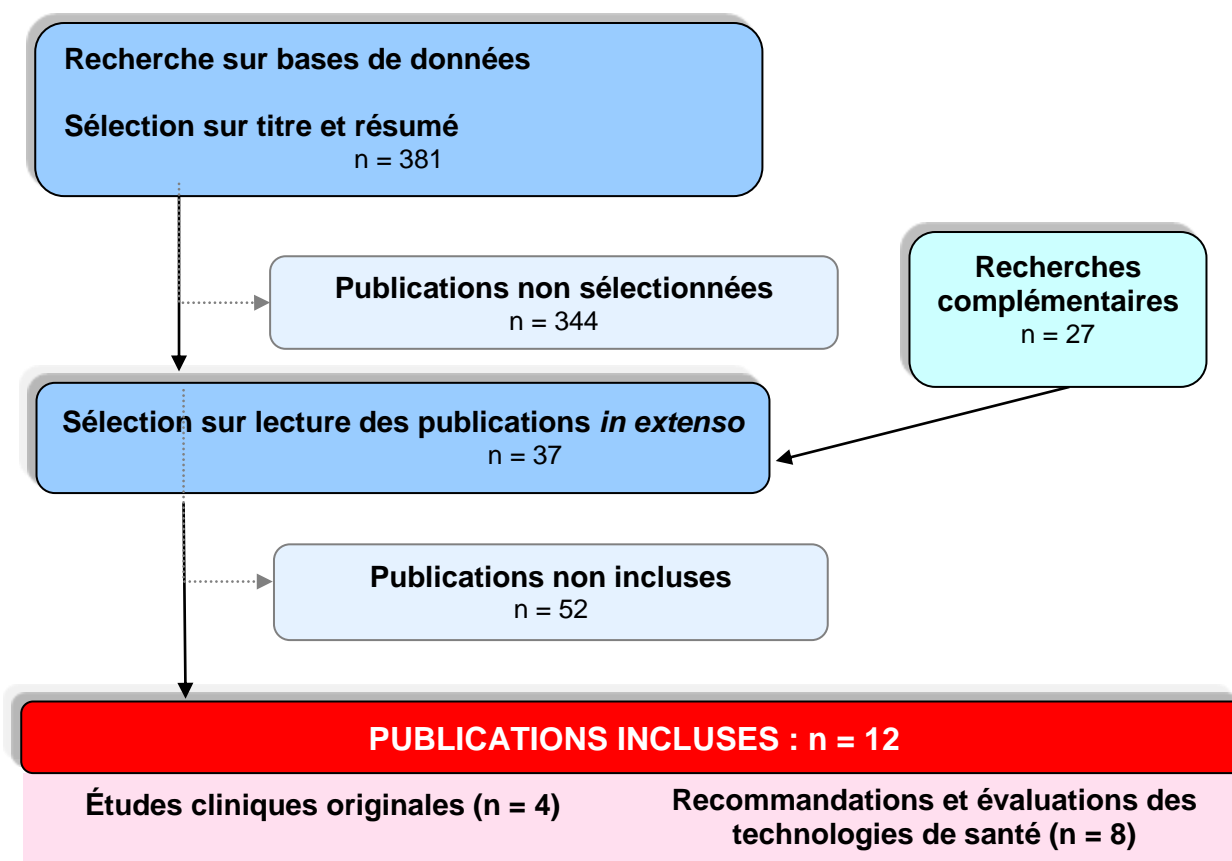 Recherche sur bases de données
Sélection sur titre et résumé
n = 381
Publications non sélectionnées
n = 344
Recherches
complémentaires
n = 27
Sélection sur lecture des publications in extenso
n = 37
Publications non incluses
n = 52
PUBLICATIONS INCLUSES : n = 12
Études cliniques originales (n = 4)
Recommandations et évaluations des
technologies de santé (n = 8)